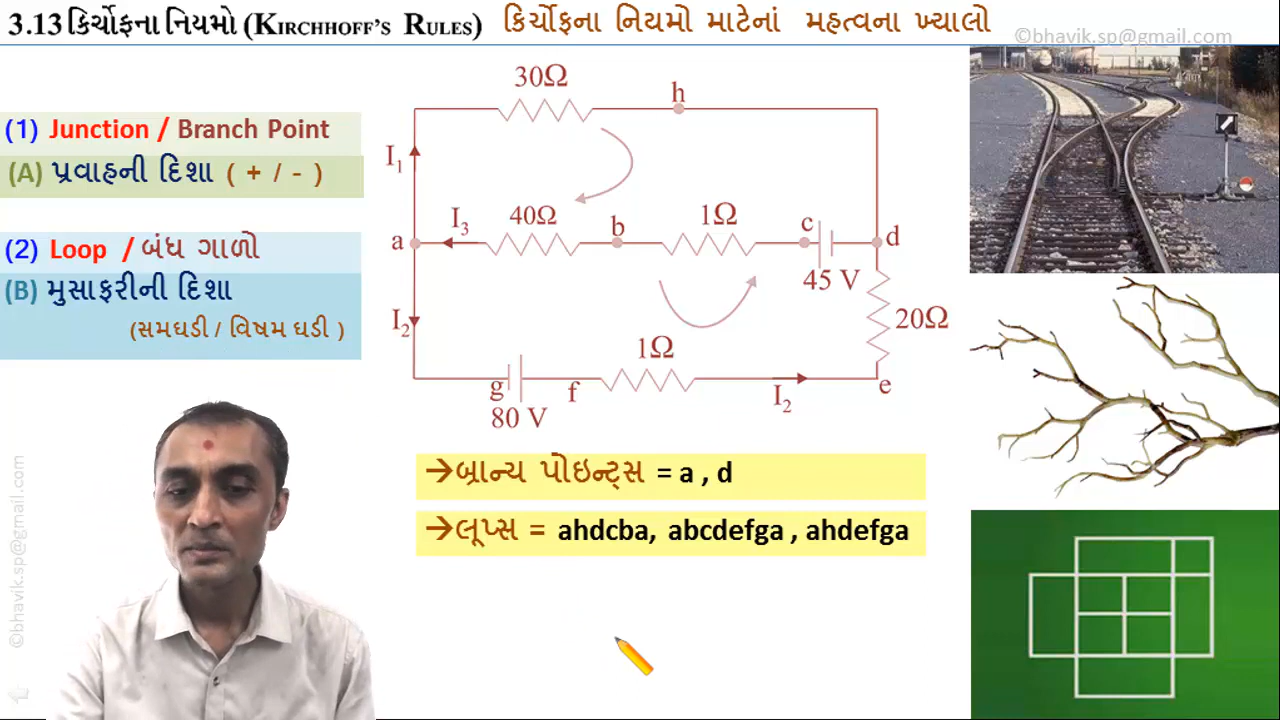 3.13 કિર્ચોફના નિયમો (KIRCHHOFF'S RULES) કિર્ચોફના નિયમો માટેનાં મહત્વના ખ્યાલો
©bhavik.sp@gmail.com
(1) Junction / Branch Point
(A) પ્રવાહની દિશા ( + / - )
(2) Loop / બંધ ગાળો
(B) મુસાફરીની દિશા
(સમઘડી / વિષમ ઘડી )
30Ω
h
I₁
I₃
40Ω
b
1Ω
c
a
d
45 V
I₂
20Ω
1Ω
g
f
I₂
e
80 V
→બ્રાન્ચ પોઇન્ટ્સ = a , d
→લૂપ્સ = ahdcba, abcdefga , ahdefga
©bhavik.sp@gmail.com